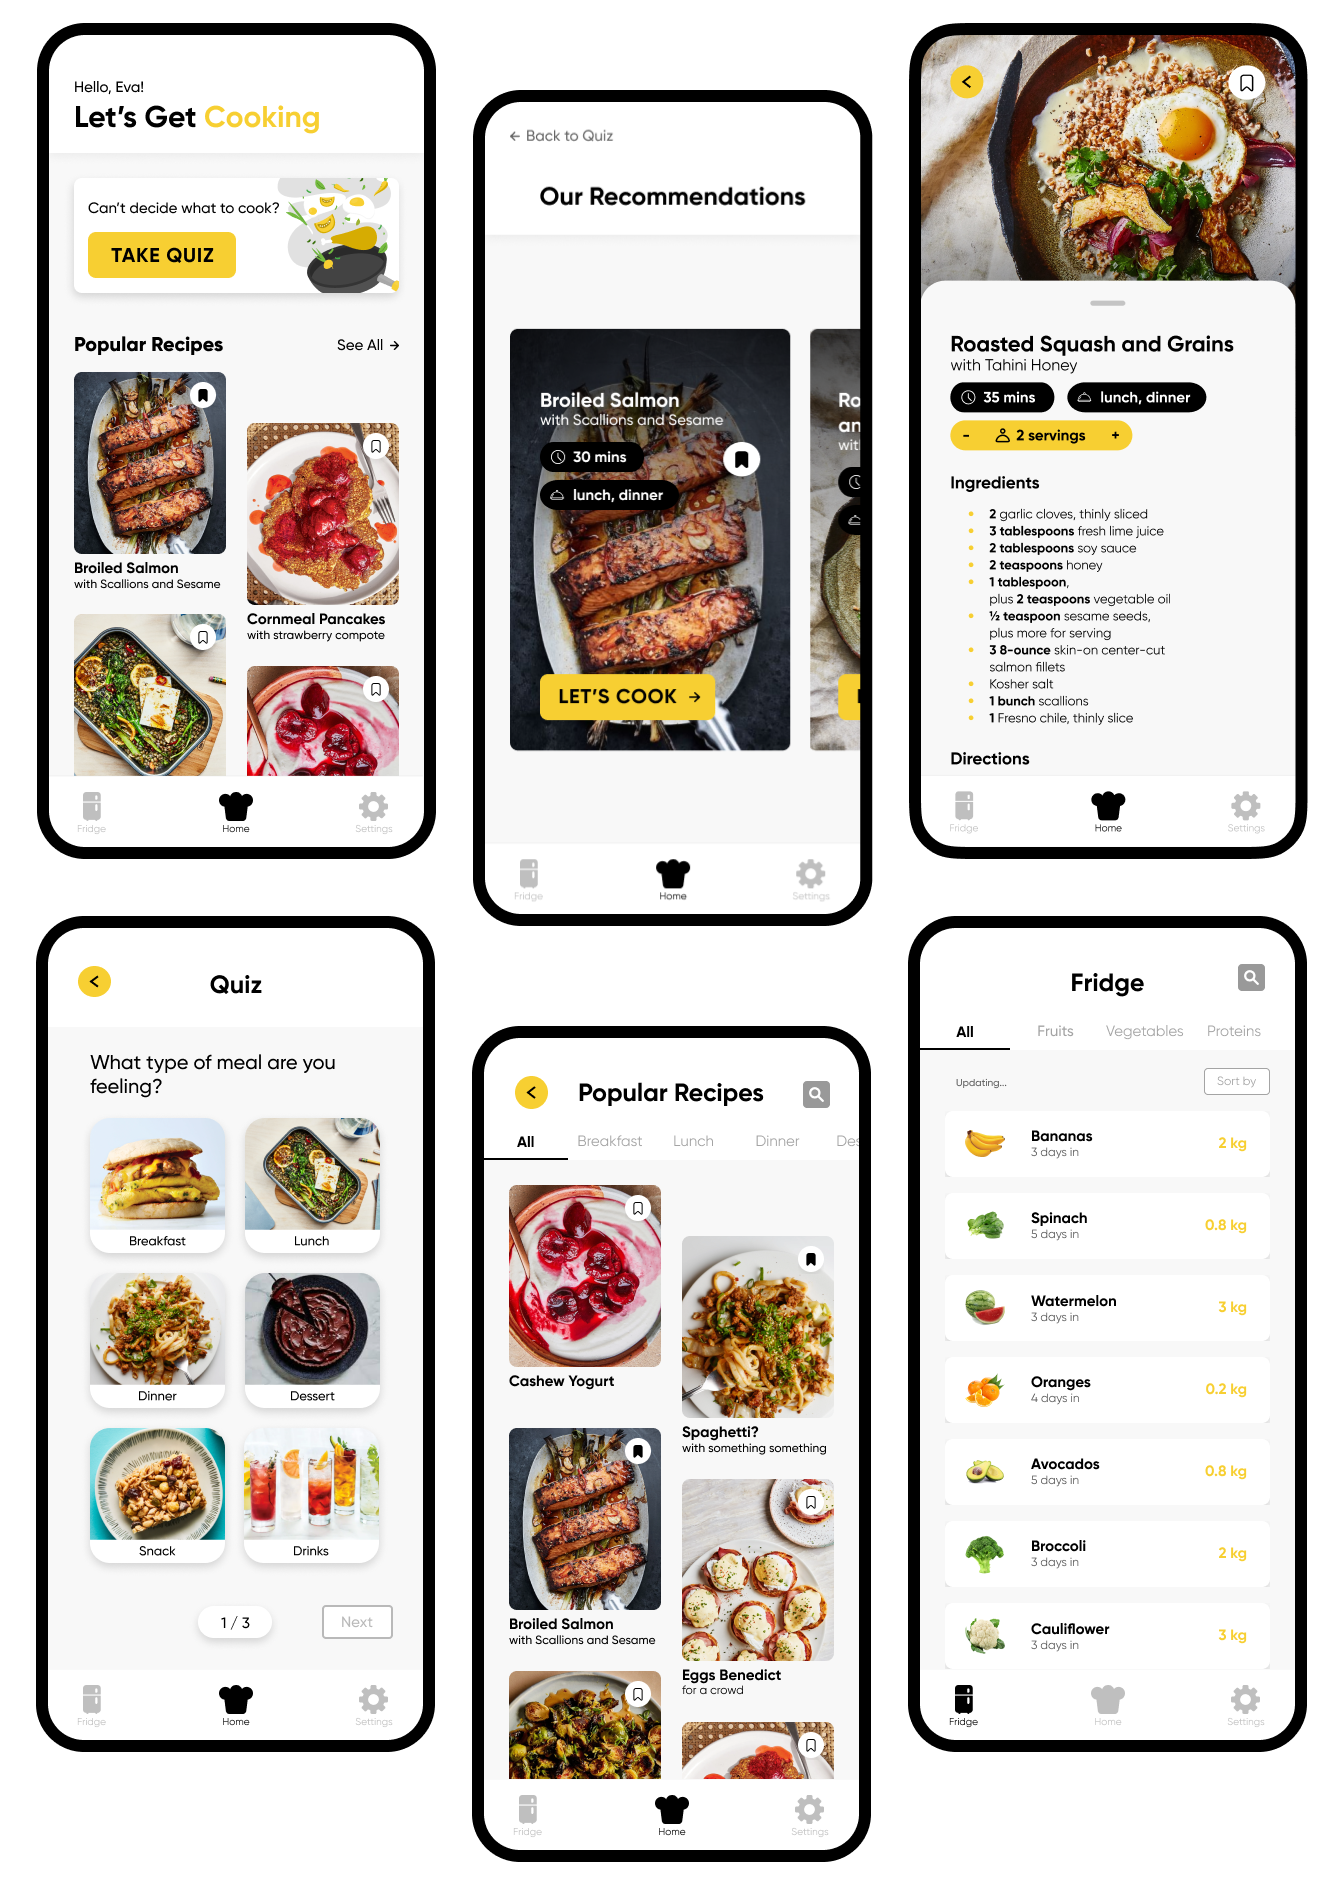 Hello, Eva!
Let's Get Cooking
Can't decide what to cook?
TAKE QUIZ
Popular Recipes
See All →
Broiled Salmon
with Scallions and Sesame
Cornmeal Pancakes
with strawberry compote
Fridge
Home
Settings
← Back to Quiz
Our Recommendations
Broiled Salmon
with Scallions and Sesame
30 mins
lunch, dinner
LET'S COOK →
Ro
an
wit
Fridge
Home
Settings
Roasted Squash and Grains
with Tahini Honey
35 mins
lunch, dinner
- 2 servings +
Ingredients
• 2 garlic cloves, thinly sliced
• 3 tablespoons fresh lime juice
• 2 tablespoons soy sauce
• 2 teaspoons honey
• 1 tablespoon,
plus 2 teaspoons vegetable oil
• ½ teaspoon sesame seeds,
plus more for serving
• 3 8-ounce skin-on center-cut
salmon fillets
• Kosher salt
• 1 bunch scallions
• 1 Fresno chile, thinly slice
Directions
Fridge
Home
Settings
<
Quiz
What type of meal are you
feeling?
Breakfast
Lunch
Dinner
Dessert
Snack
Drinks
1 / 3
Next
Fridge
Home
Settings
<
Popular Recipes
All
Breakfast
Lunch
Dinner
Des
Cashew Yogurt
Spaghetti?
with something something
Broiled Salmon
with Scallions and Sesame
Eggs Benedict
for a crowd
Fridge
Home
Settings
Fridge
All
Fruits
Vegetables
Proteins
Updating...
Sort by
Bananas
3 days in
2 kg
Spinach
5 days in
0.8 kg
Watermelon
3 days in
3 kg
Oranges
4 days in
0.2 kg
Avocados
5 days in
0.8 kg
Broccoli
3 days in
2 kg
Cauliflower
3 days in
3 kg
Fridge
Home
Settings